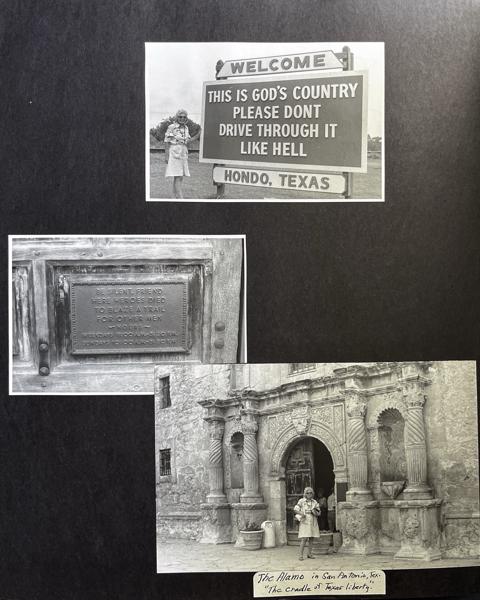 WELCOME
THIS IS GOD'S COUNTRY
PLEASE DONT
DRIVE THROUGH IT
LIKE HELL
HONDO, TEXAS
BE SILENT, FRIEND
HERE HEROES DIED
TO BLAZE A TRAIL
FOR OTHER MEN
HOURS
The Alamo in San Antonio, Tex.
"The cradle of Texas liberty".